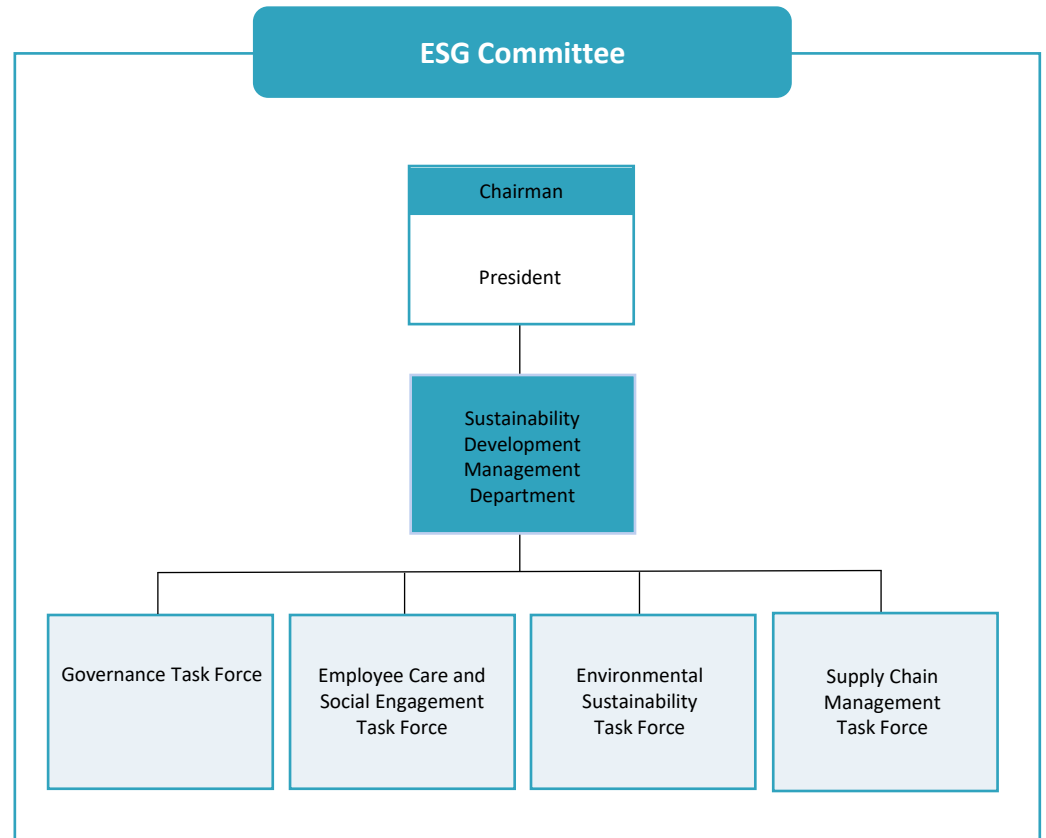 ESG Committee
Chairman
President
Sustainability
Development
Management
Department
Governance Task Force
Employee Care and
Social Engagement
Task Force
Environmental
Sustainability
Task Force
Supply Chain
Management
Task Force